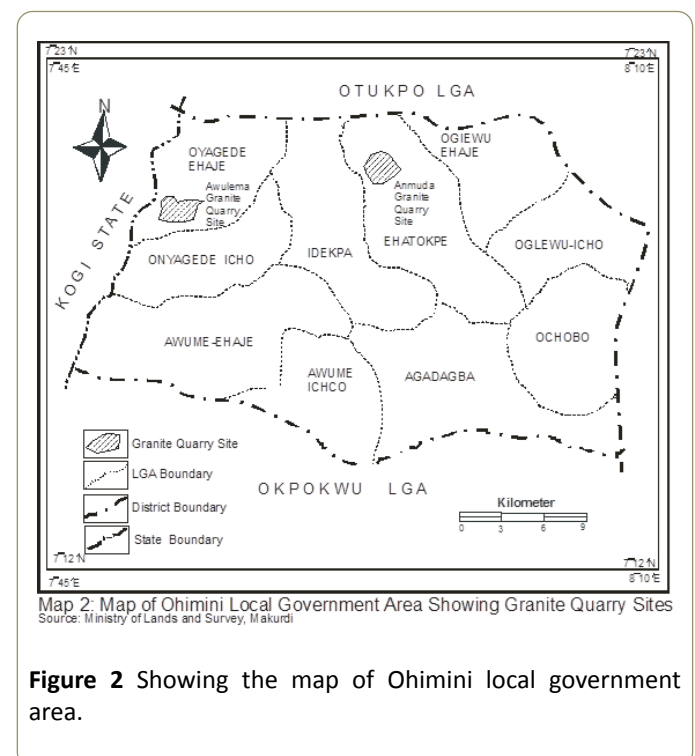 7°23'N
7°23'N
7°45'E
8°10'E
OTUKPO LGA
N
OGIEWU
EHAJE
OYAGEDE
EHAJE
Awulema
Granite
Quarry
Site
Anmuda
Granite
Quarry
Site
KOGI STATE
EHATOKPE
OGLEWU-ICHO
IDEKPA
ONYAGEDE ICHO
AWUME-EHAJE
OCHOBO
AWUME
ICHCO
AGADAGBA
Granite Quarry Site
LGA Boundary
District Boundary
State Boundary
OKPOKWU LGA
Kilometer
0 3 6 9
7°12'N
7°12'N
7°45'E
8°10'E
Map 2: Map of Ohimini Local Government Area Showing Granite Quarry Sites
Source: Ministry of Lands and Survey, Makurdi
Figure 2 Showing the map of Ohimini local government
area.